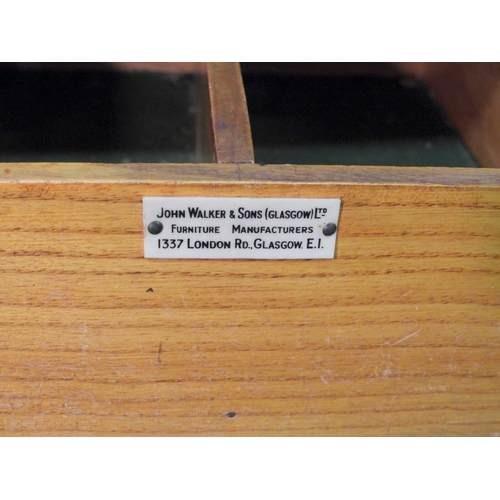 JOHN WALKER & SONS (GLASGOW) LTD
FURNITURE MANUFACTURERS
1337 LONDON RD., GLASGOW. E.1.